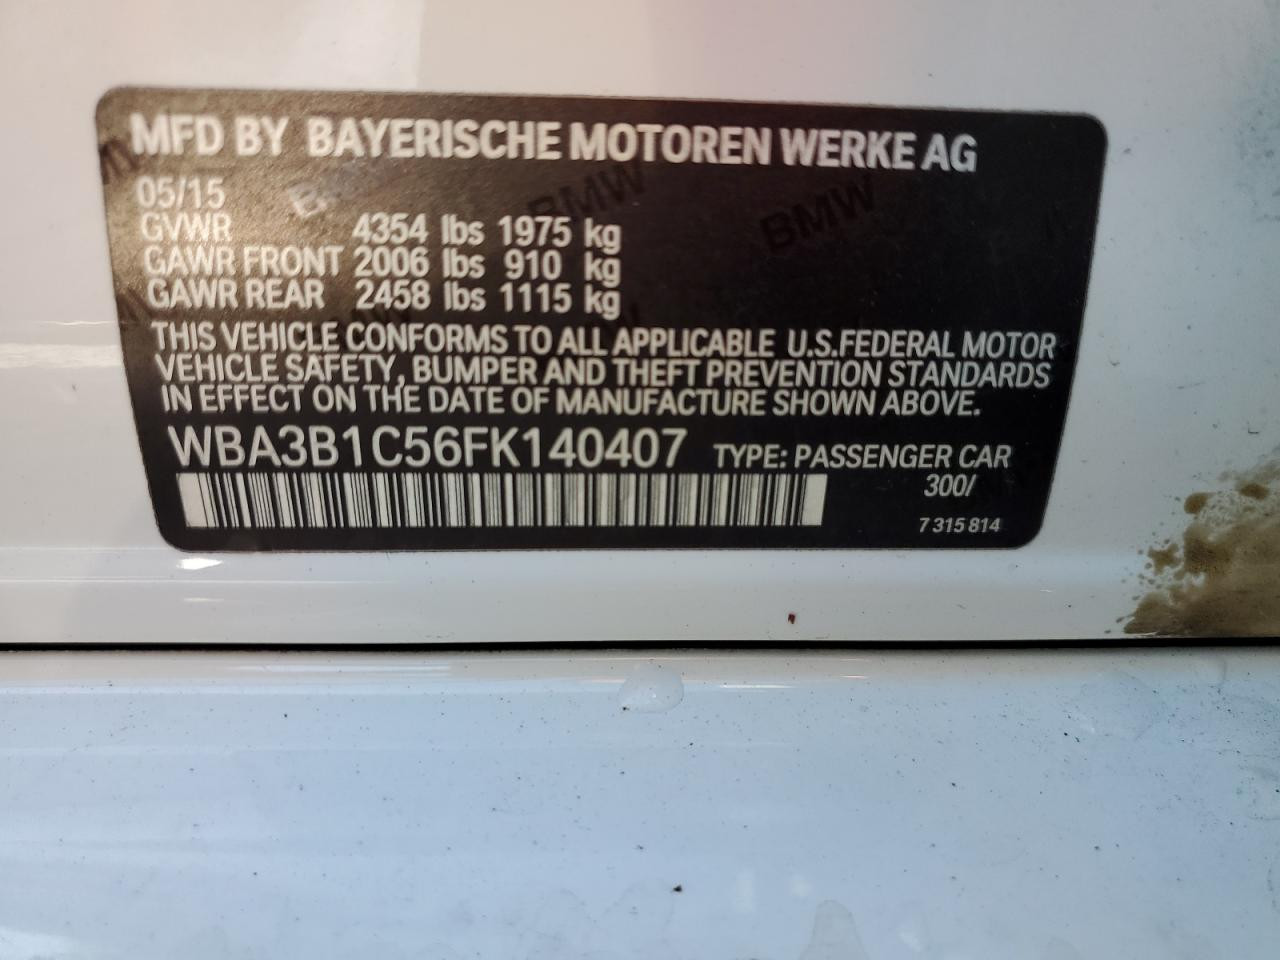 MFD BY BAYERISCHE MOTOREN WERKE AG
05/15
GVWR 4354 lbs 1975 kg
GAWR FRONT 2006 lbs 910 kg
GAWR REAR 2458 lbs 1115 kg
THIS VEHICLE CONFORMS TO ALL APPLICABLE U.S.FEDERAL MOTOR
VEHICLE SAFETY, BUMPER AND THEFT PREVENTION STANDARDS
IN EFFECT ON THE DATE OF MANUFACTURE SHOWN ABOVE.
WBA3B1C56FK140407 TYPE: PASSENGER CAR
300/
7 315 814
BMW BMW BMW